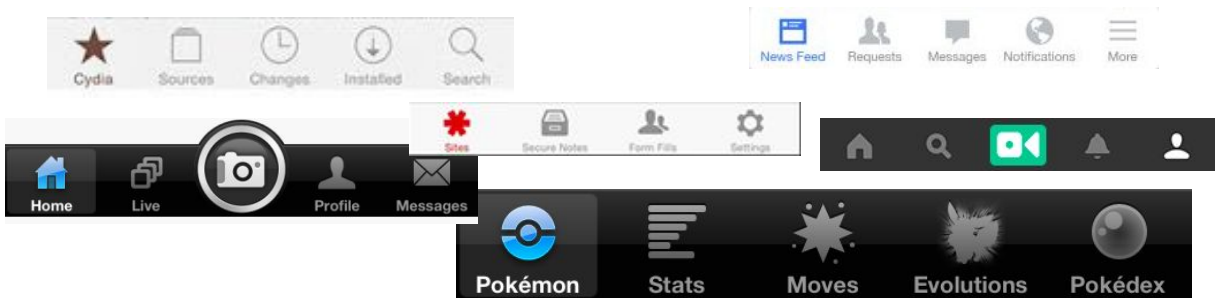 Cydia Sources Changes Installed Search
News Feed Requests Messages Notifications More
Sites Secure Notes Form Fills Settings
Home Live Profile Messages
Pokémon Stats Moves Evolutions Pokédex